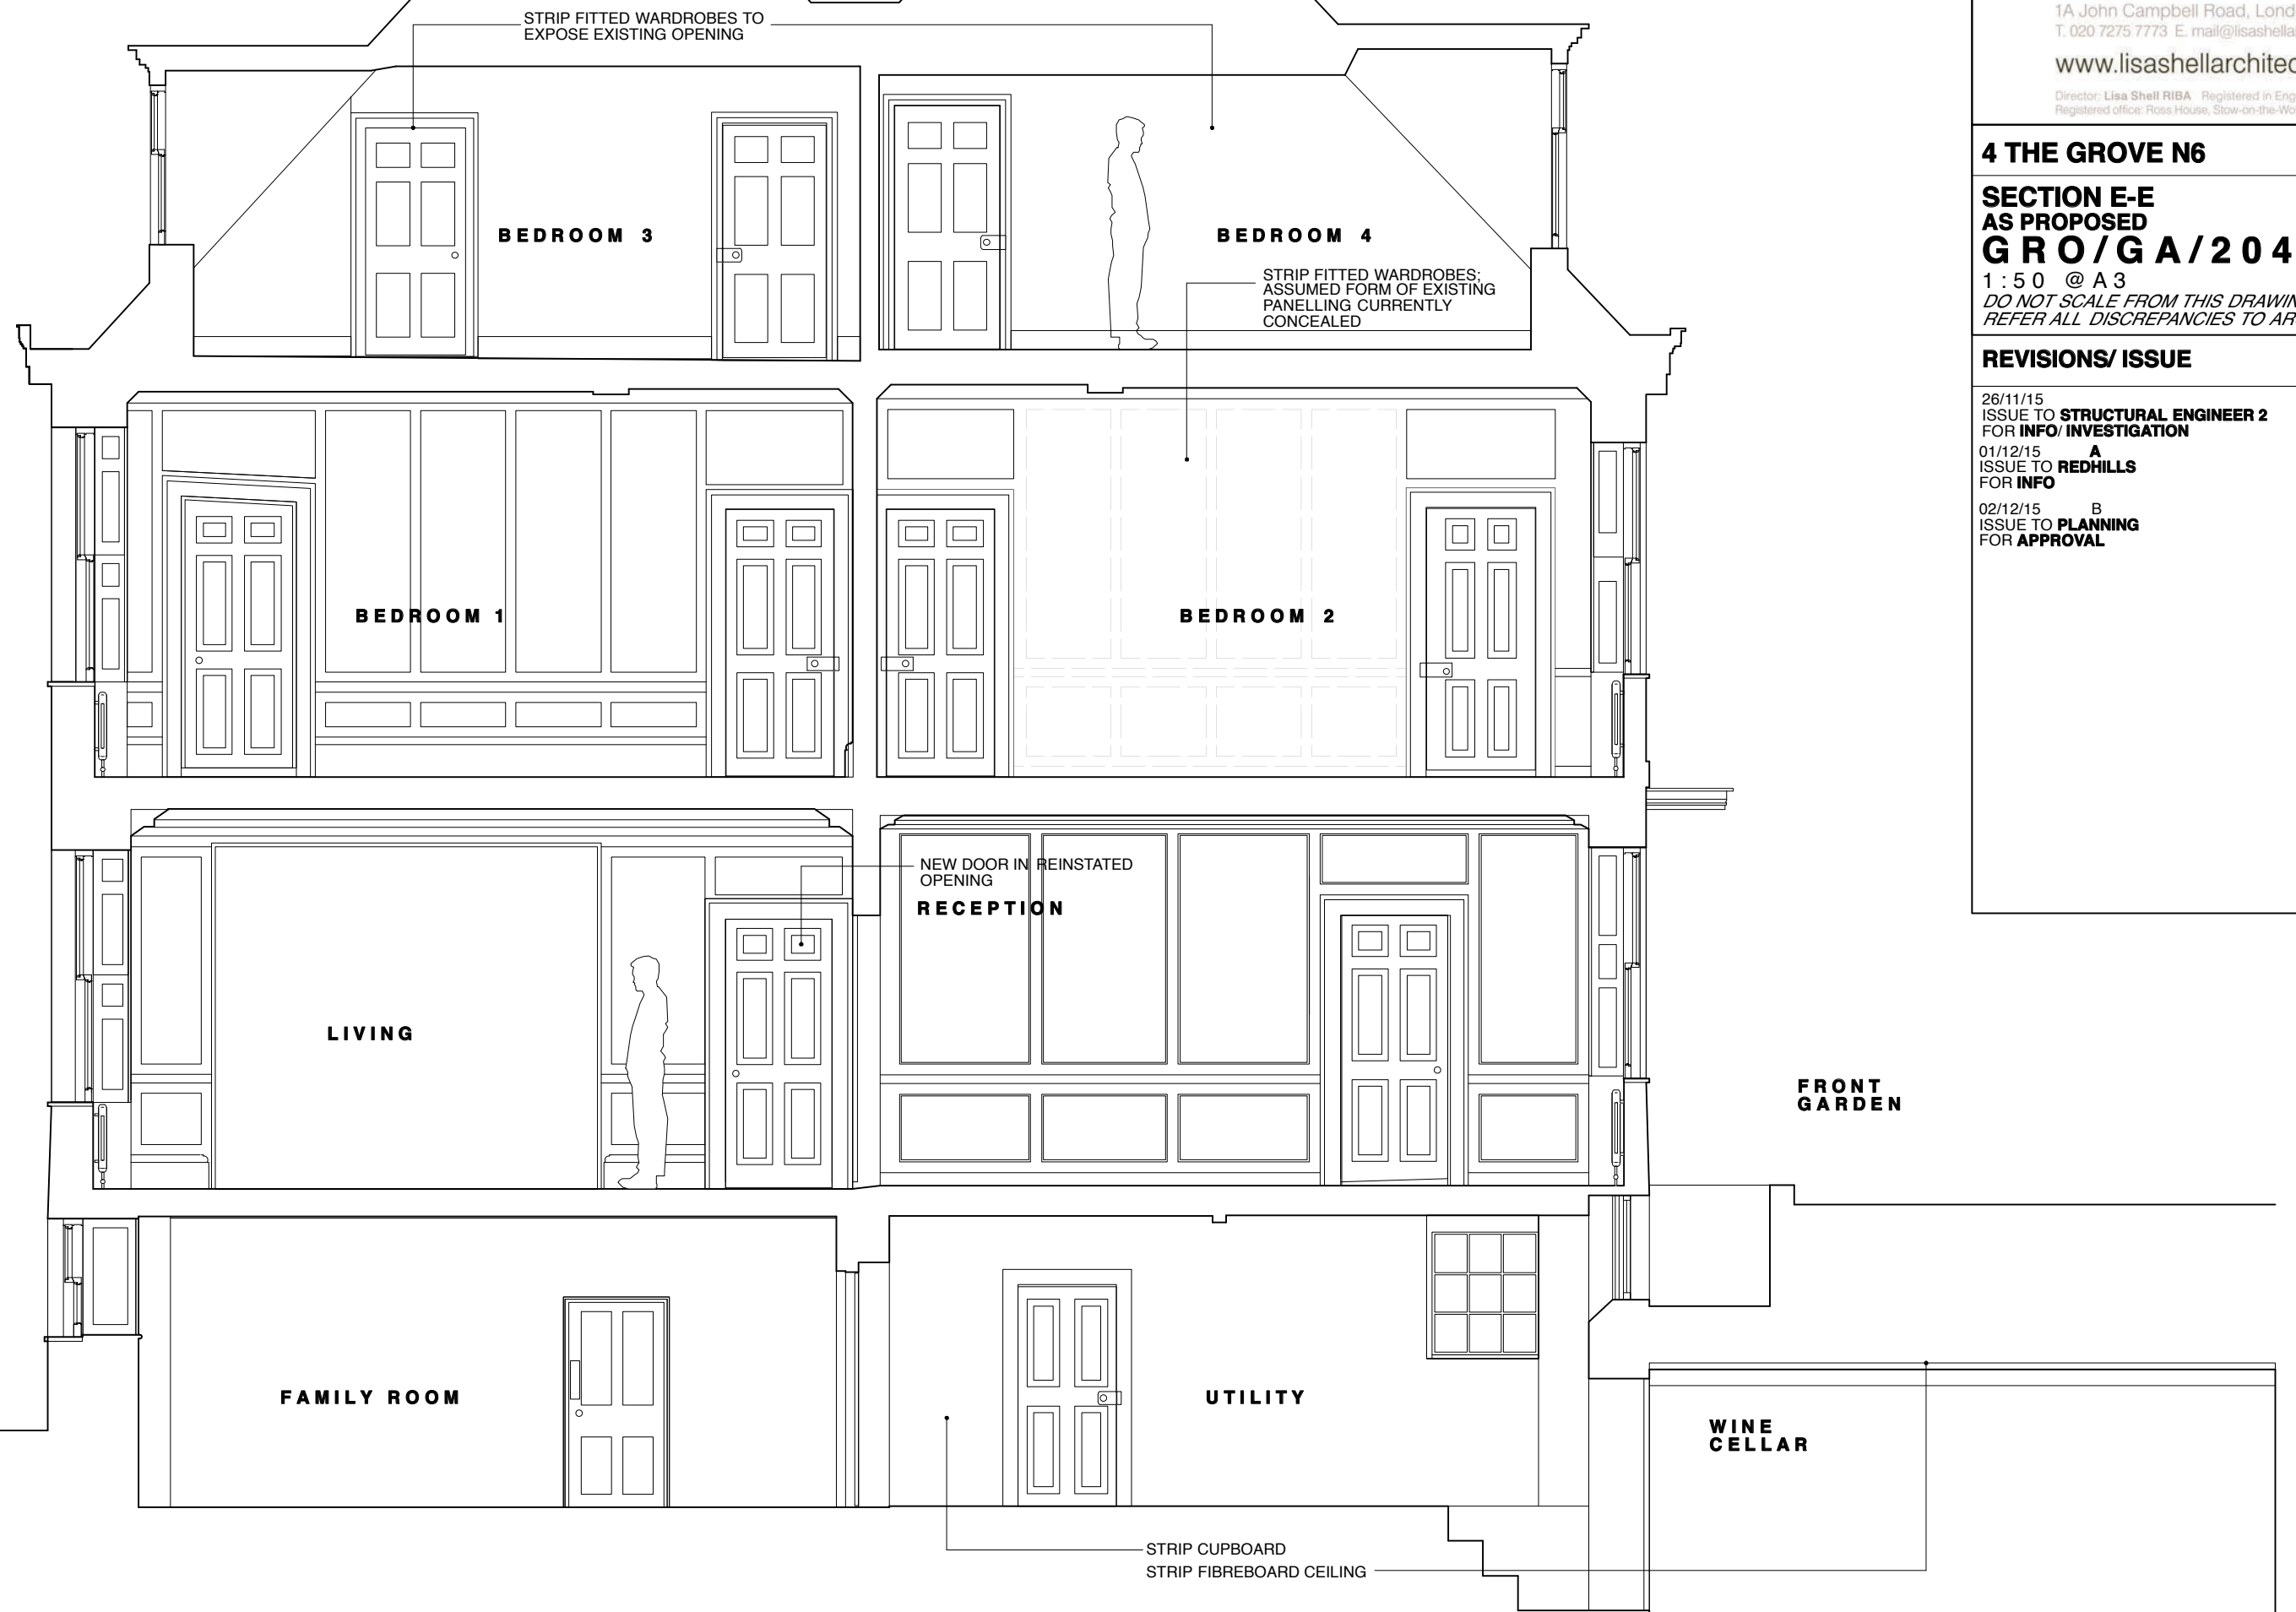 STRIP FITTED WARDROBES TO
EXPOSE EXISTING OPENING
BEDROOM 3
BEDROOM 4
STRIP FITTED WARDROBES;
ASSUMED FORM OF EXISTING
PANELLING CURRENTLY
CONCEALED
BEDROOM 1
BEDROOM 2
NEW DOOR IN REINSTATED
OPENING
RECEPTION
LIVING
FRONT
GARDEN
FAMILY ROOM
UTILITY
WINE
CELLAR
STRIP CUPBOARD
STRIP FIBREBOARD CEILING
1A John Campbell Road, Lond
T. 020 7275 7773 E. mail@lisashella
www.lisashellarchitec
Director: Lisa Shell RIBA Registered in Eng
Registered office: Ross House, Stow-on-the-Wo
4 THE GROVE N6
SECTION E-E
AS PROPOSED
GRO/GA/204
1:50 @A3
DO NOT SCALE FROM THIS DRAWIN
REFER ALL DISCREPANCIES TO AR
REVISIONS/ ISSUE
26/11/15
ISSUE TO STRUCTURAL ENGINEER 2
FOR INFO/ INVESTIGATION
01/12/15 A
ISSUE TO REDHILLS
FOR INFO
02/12/15 B
ISSUE TO PLANNING
FOR APPROVAL